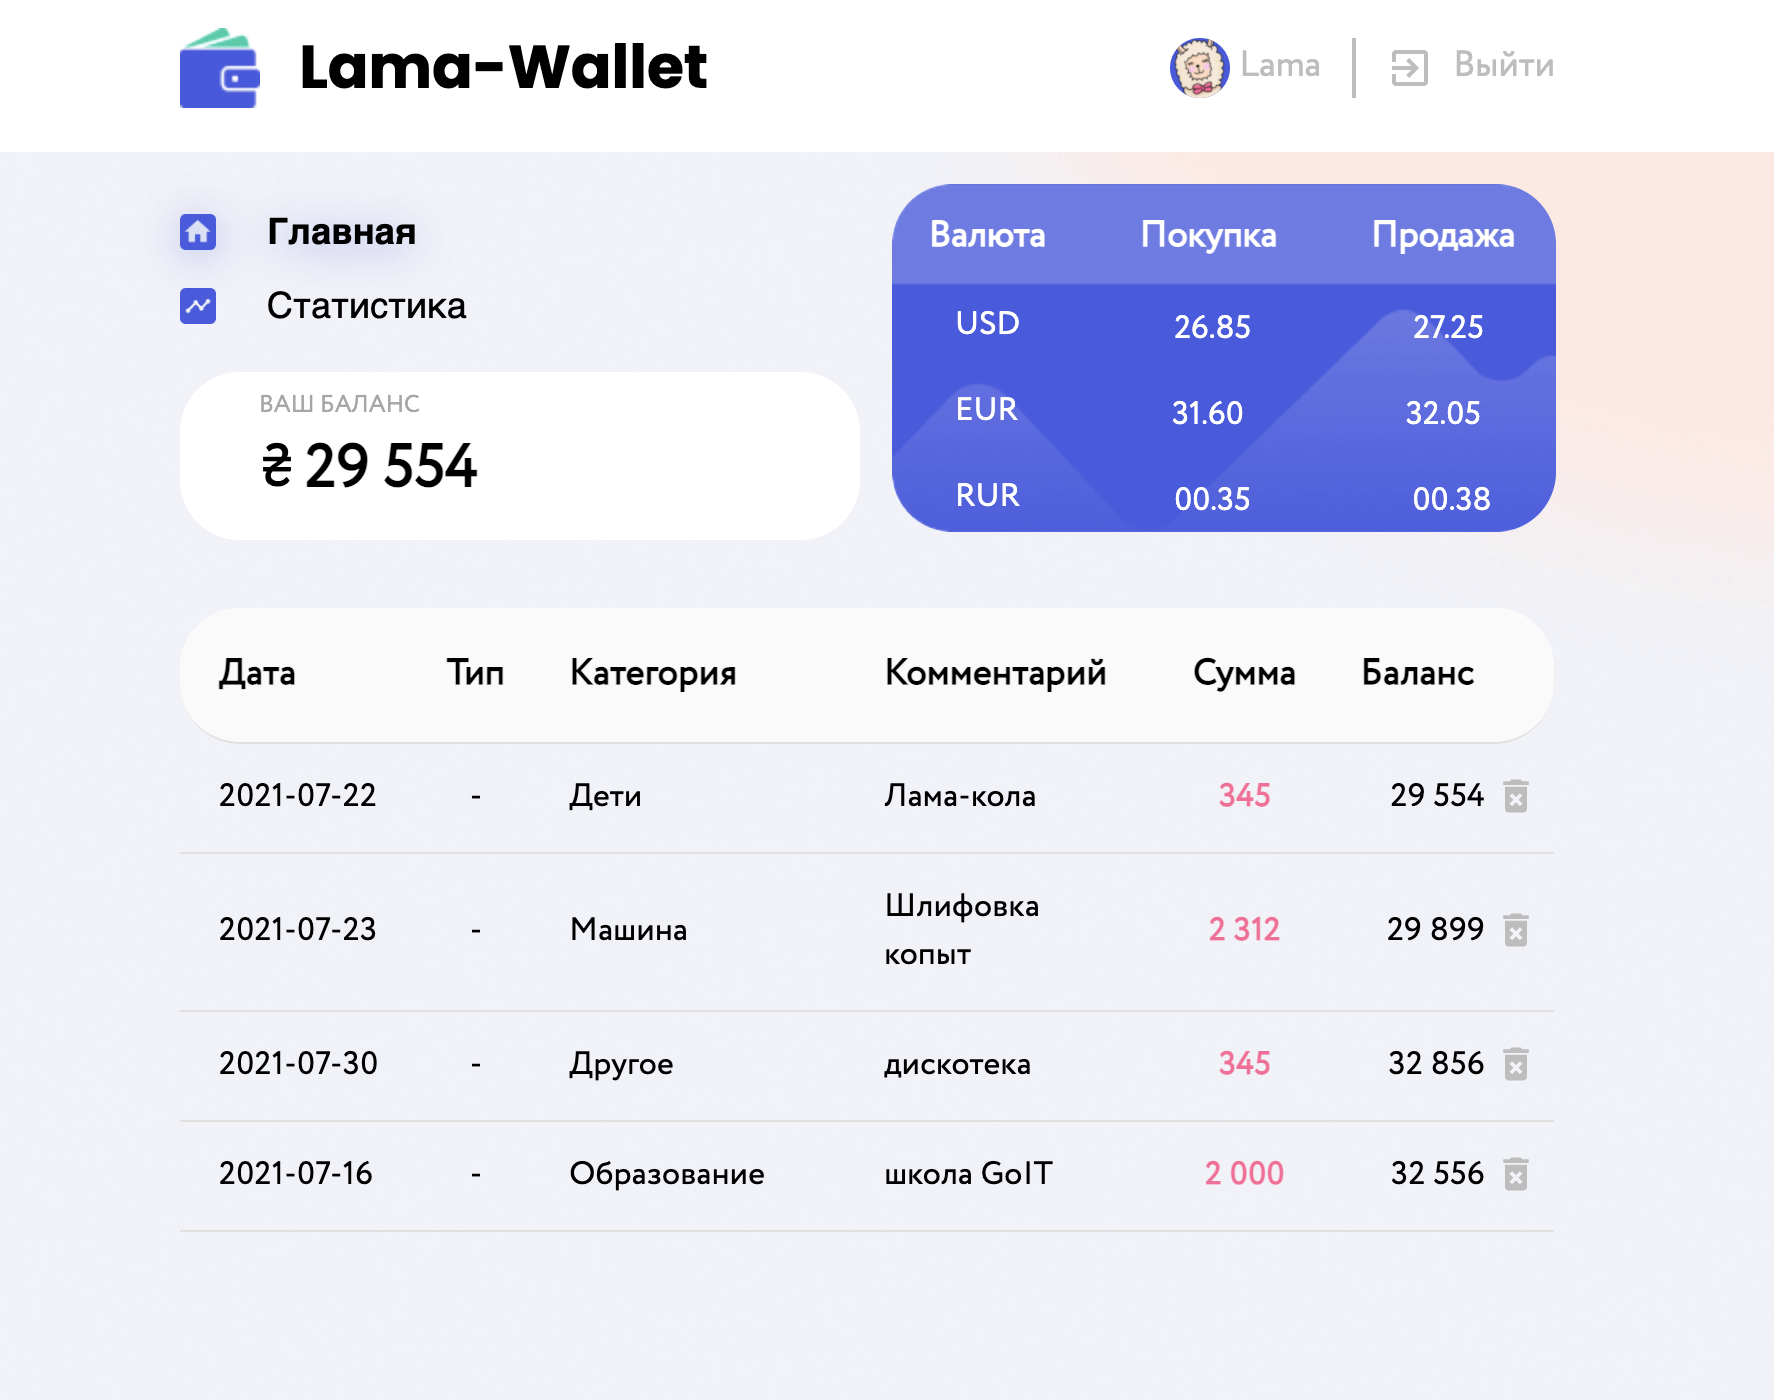 Lama-Wallet
Lama
Выйти
Главная
Статистика
ВАШ БАЛАНС
₴ 29 554
Валюта Покупка Продажа
USD 26.85 27.25
EUR 31.60 32.05
RUR 00.35 00.38
Дата Тип Категория Комментарий Сумма Баланс
2021-07-22 - Дети Лама-кола 345 29 554
2021-07-23 - Машина Шлифовка копыт 2 312 29 899
2021-07-30 - Другое дискотека 345 32 856
2021-07-16 - Образование школа GoIT 2 000 32 556